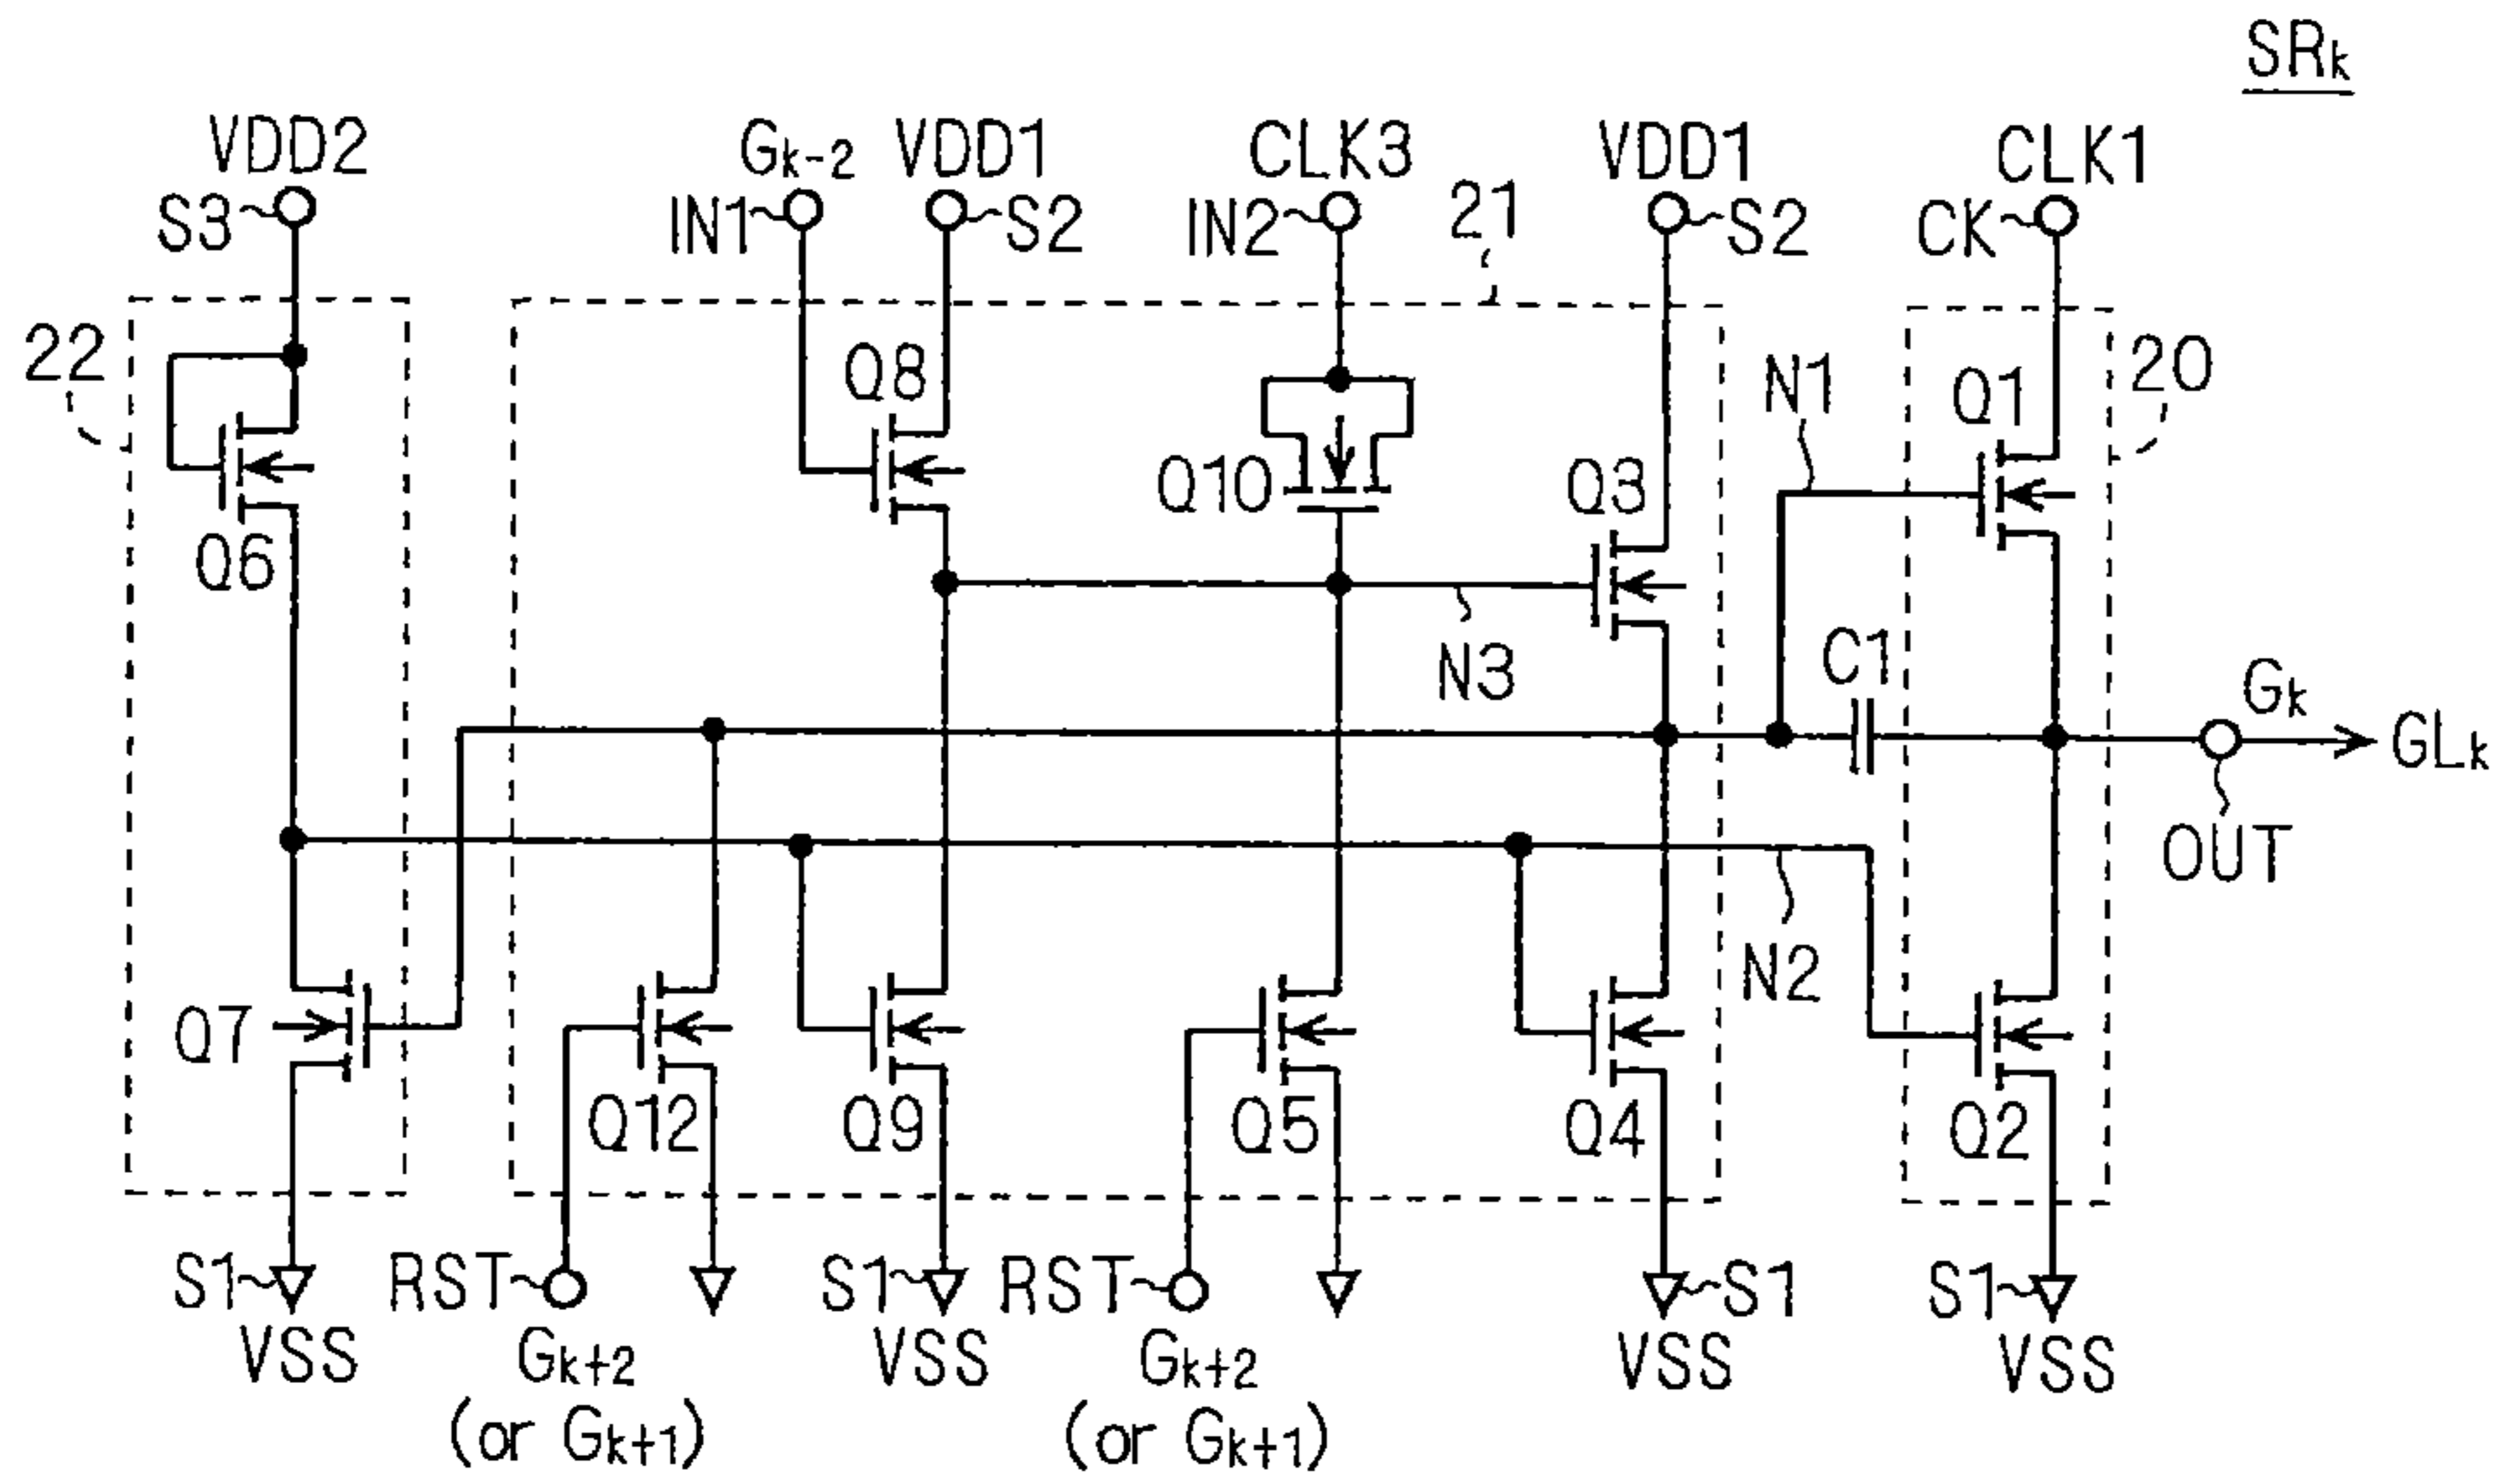 SRk
VDD2
Gk-2
VDD1
CLK3
VDD1
CLK1
S3
IN1
S2
IN2
21
S2
CK
22
Q8
N1
Q1
20
Q10
Q3
Q6
N3
C1
Gk
GLk
OUT
N2
Q7
Q12
Q9
Q5
Q4
Q2
S1
RST
S1
RST
S1
S1
VSS
Gk+2
VSS
Gk+2
VSS
VSS
(or Gk+1)
(or Gk+1)